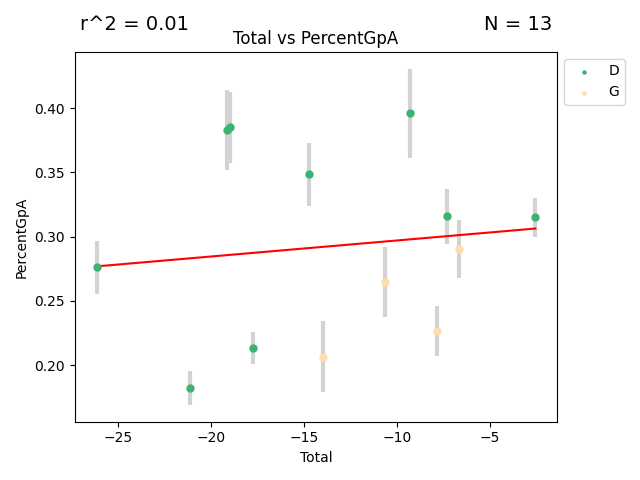 r^2 = 0.01
N = 13
Total vs PercentGpA
D
G
PercentGpA
0.40
0.35
0.30
0.25
0.20
−25
−20
−15
−10
−5
Total